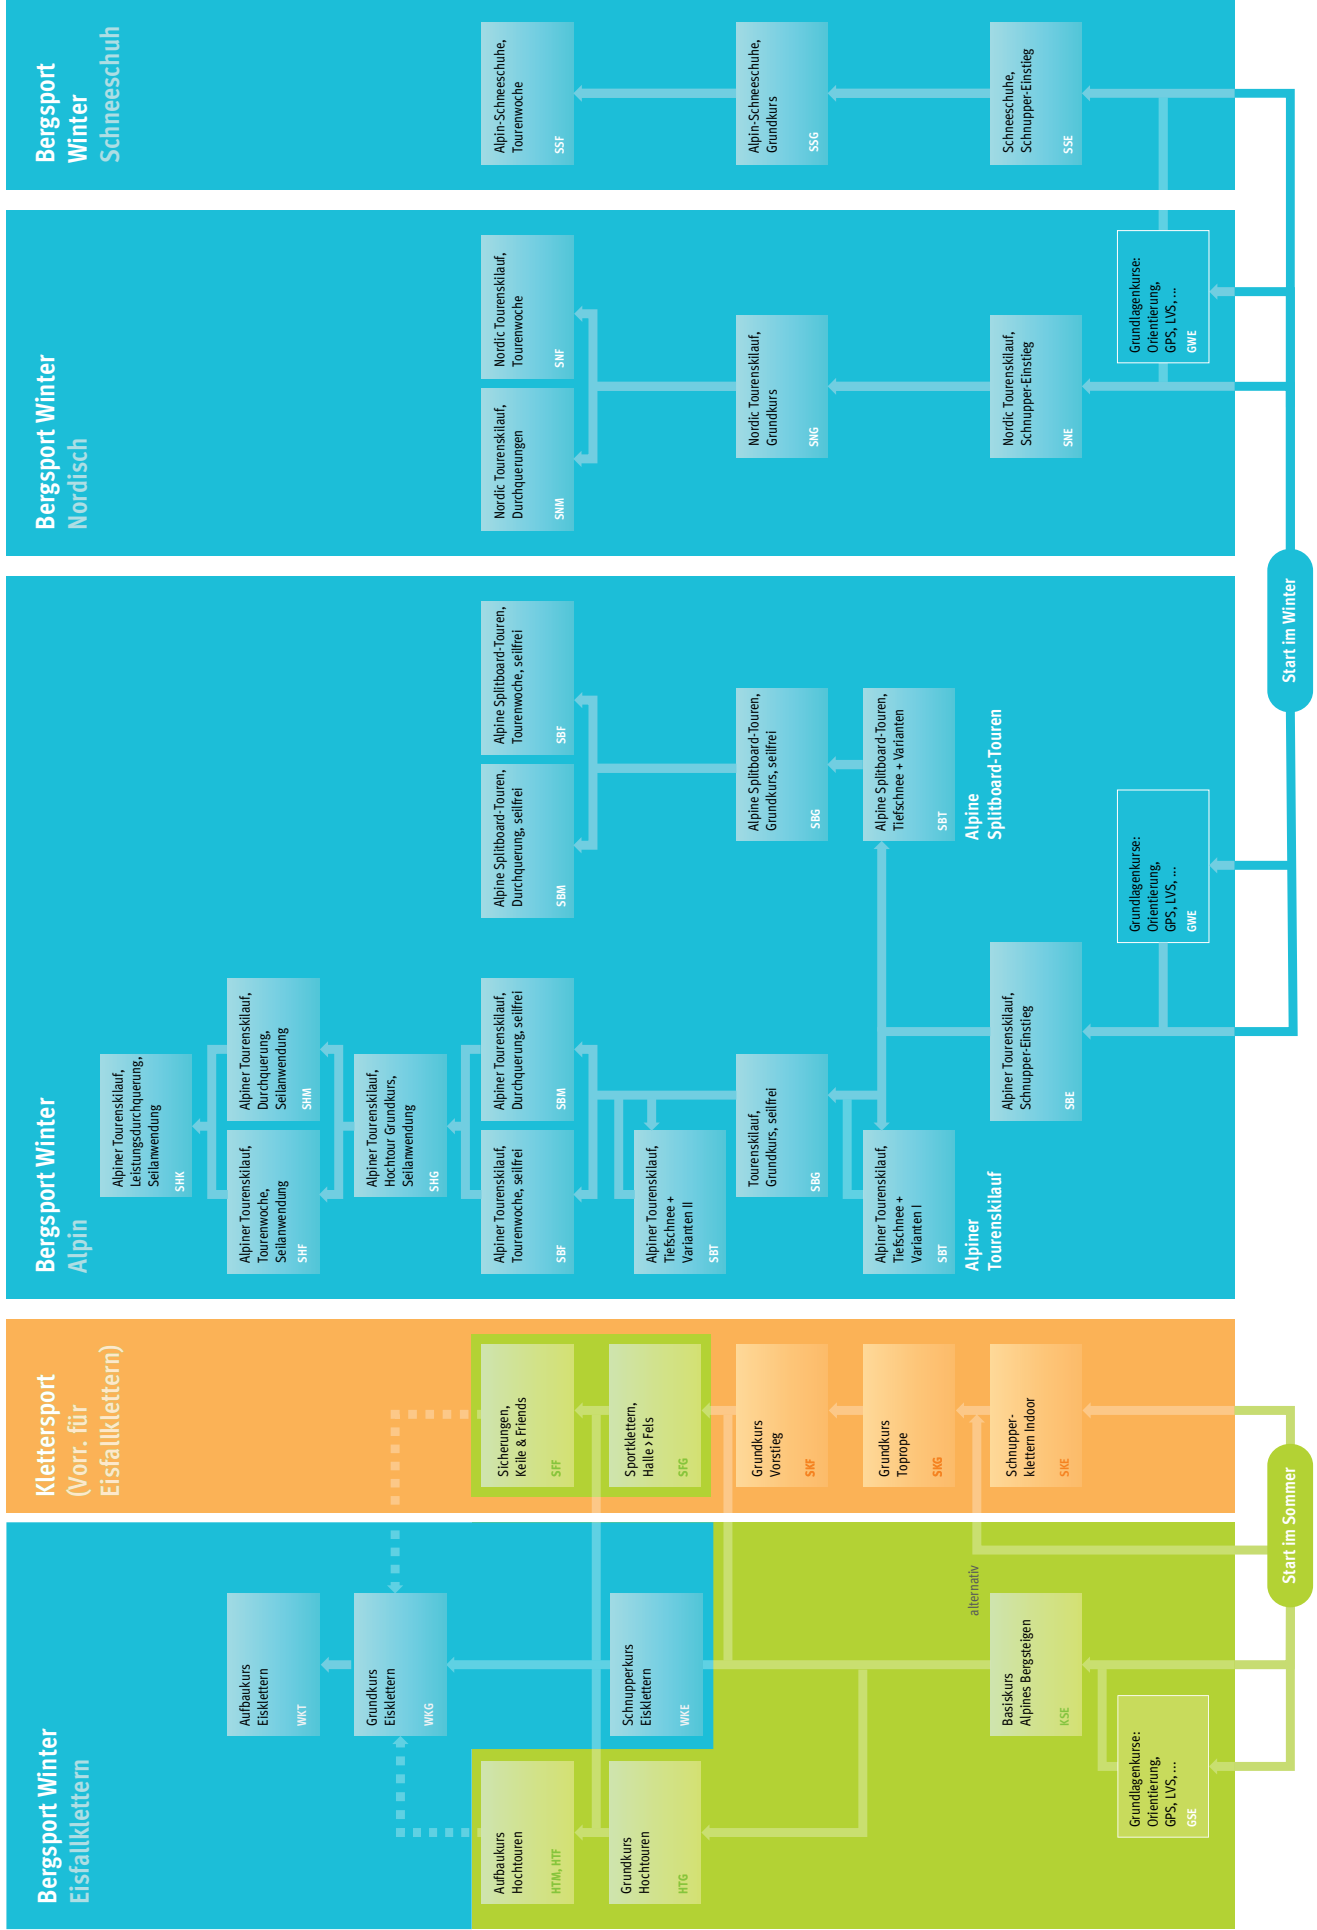 Bergsport Winter
Eisfallklettern
Aufbaukurs
Eisklettern
WKT
Grundkurs
Eisklettern
WKG
Aufbaukurs
Hochtouren
HTM, HTF
Grundkurs
Hochtouren
HTG
Schnupperkurs
Eisklettern
WKE
alternativ
Basiskurs
Alpines Bergsteigen
KSE
Grundlagenkurse:
Orientierung,
GPS, LVS, ...
GSE
Klettersport
(Vorr. für
Eisfallklettern)
Sicherungen,
Keile & Friends
SFF
Sportklettern,
Halle > Fels
SFG
Grundkurs
Vorstieg
SKF
Grundkurs
Toprope
SKG
Schnupper-
klettern Indoor
SKE
Start im Sommer
Bergsport Winter
Alpin
Alpiner Tourenskilauf,
Leistungsdurchquerung,
Seilanwendung
SHK
Alpiner Tourenskilauf,
Tourenwoche,
Seilanwendung
SHF
Alpiner Tourenskilauf,
Durchquerung,
Seilanwendung
SHM
Alpiner Tourenskilauf,
Hochtour Grundkurs,
Seilanwendung
SHG
Alpiner Tourenskilauf,
Tourenwoche, seilfrei
SBF
Alpiner Tourenskilauf,
Durchquerung, seilfrei
SBM
Alpine Splitboard-Touren,
Durchquerung, seilfrei
SBM
Alpine Splitboard-Touren,
Tourenwoche, seilfrei
SBF
Alpiner Tourenskilauf,
Tiefschnee +
Varianten II
SBT
Tourenskilauf,
Grundkurs, seilfrei
SBG
Alpine Splitboard-Touren,
Grundkurs, seilfrei
SBG
Alpiner Tourenskilauf,
Tiefschnee +
Varianten I
SBT
Alpine Splitboard-Touren,
Tiefschnee + Varianten
SBT
Alpiner
Tourenskilauf
Alpine
Splitboard-Touren
Alpiner Tourenskilauf,
Schnupper-Einstieg
SBE
Grundlagenkurse:
Orientierung,
GPS, LVS, ...
GWE
Start im Winter
Bergsport Winter
Nordisch
Nordic Tourenskilauf,
Durchquerungen
SNM
Nordic Tourenskilauf,
Tourenwoche
SNF
Nordic Tourenskilauf,
Grundkurs
SNG
Nordic Tourenskilauf,
Schnupper-Einstieg
SNE
Grundlagenkurse:
Orientierung,
GPS, LVS, ...
GWE
Bergsport
Winter
Schneeschuh
Alpin-Schneeschuhe,
Tourenwoche
SSF
Alpin-Schneeschuhe,
Grundkurs
SSG
Schneeschuhe,
Schnupper-Einstieg
SSE